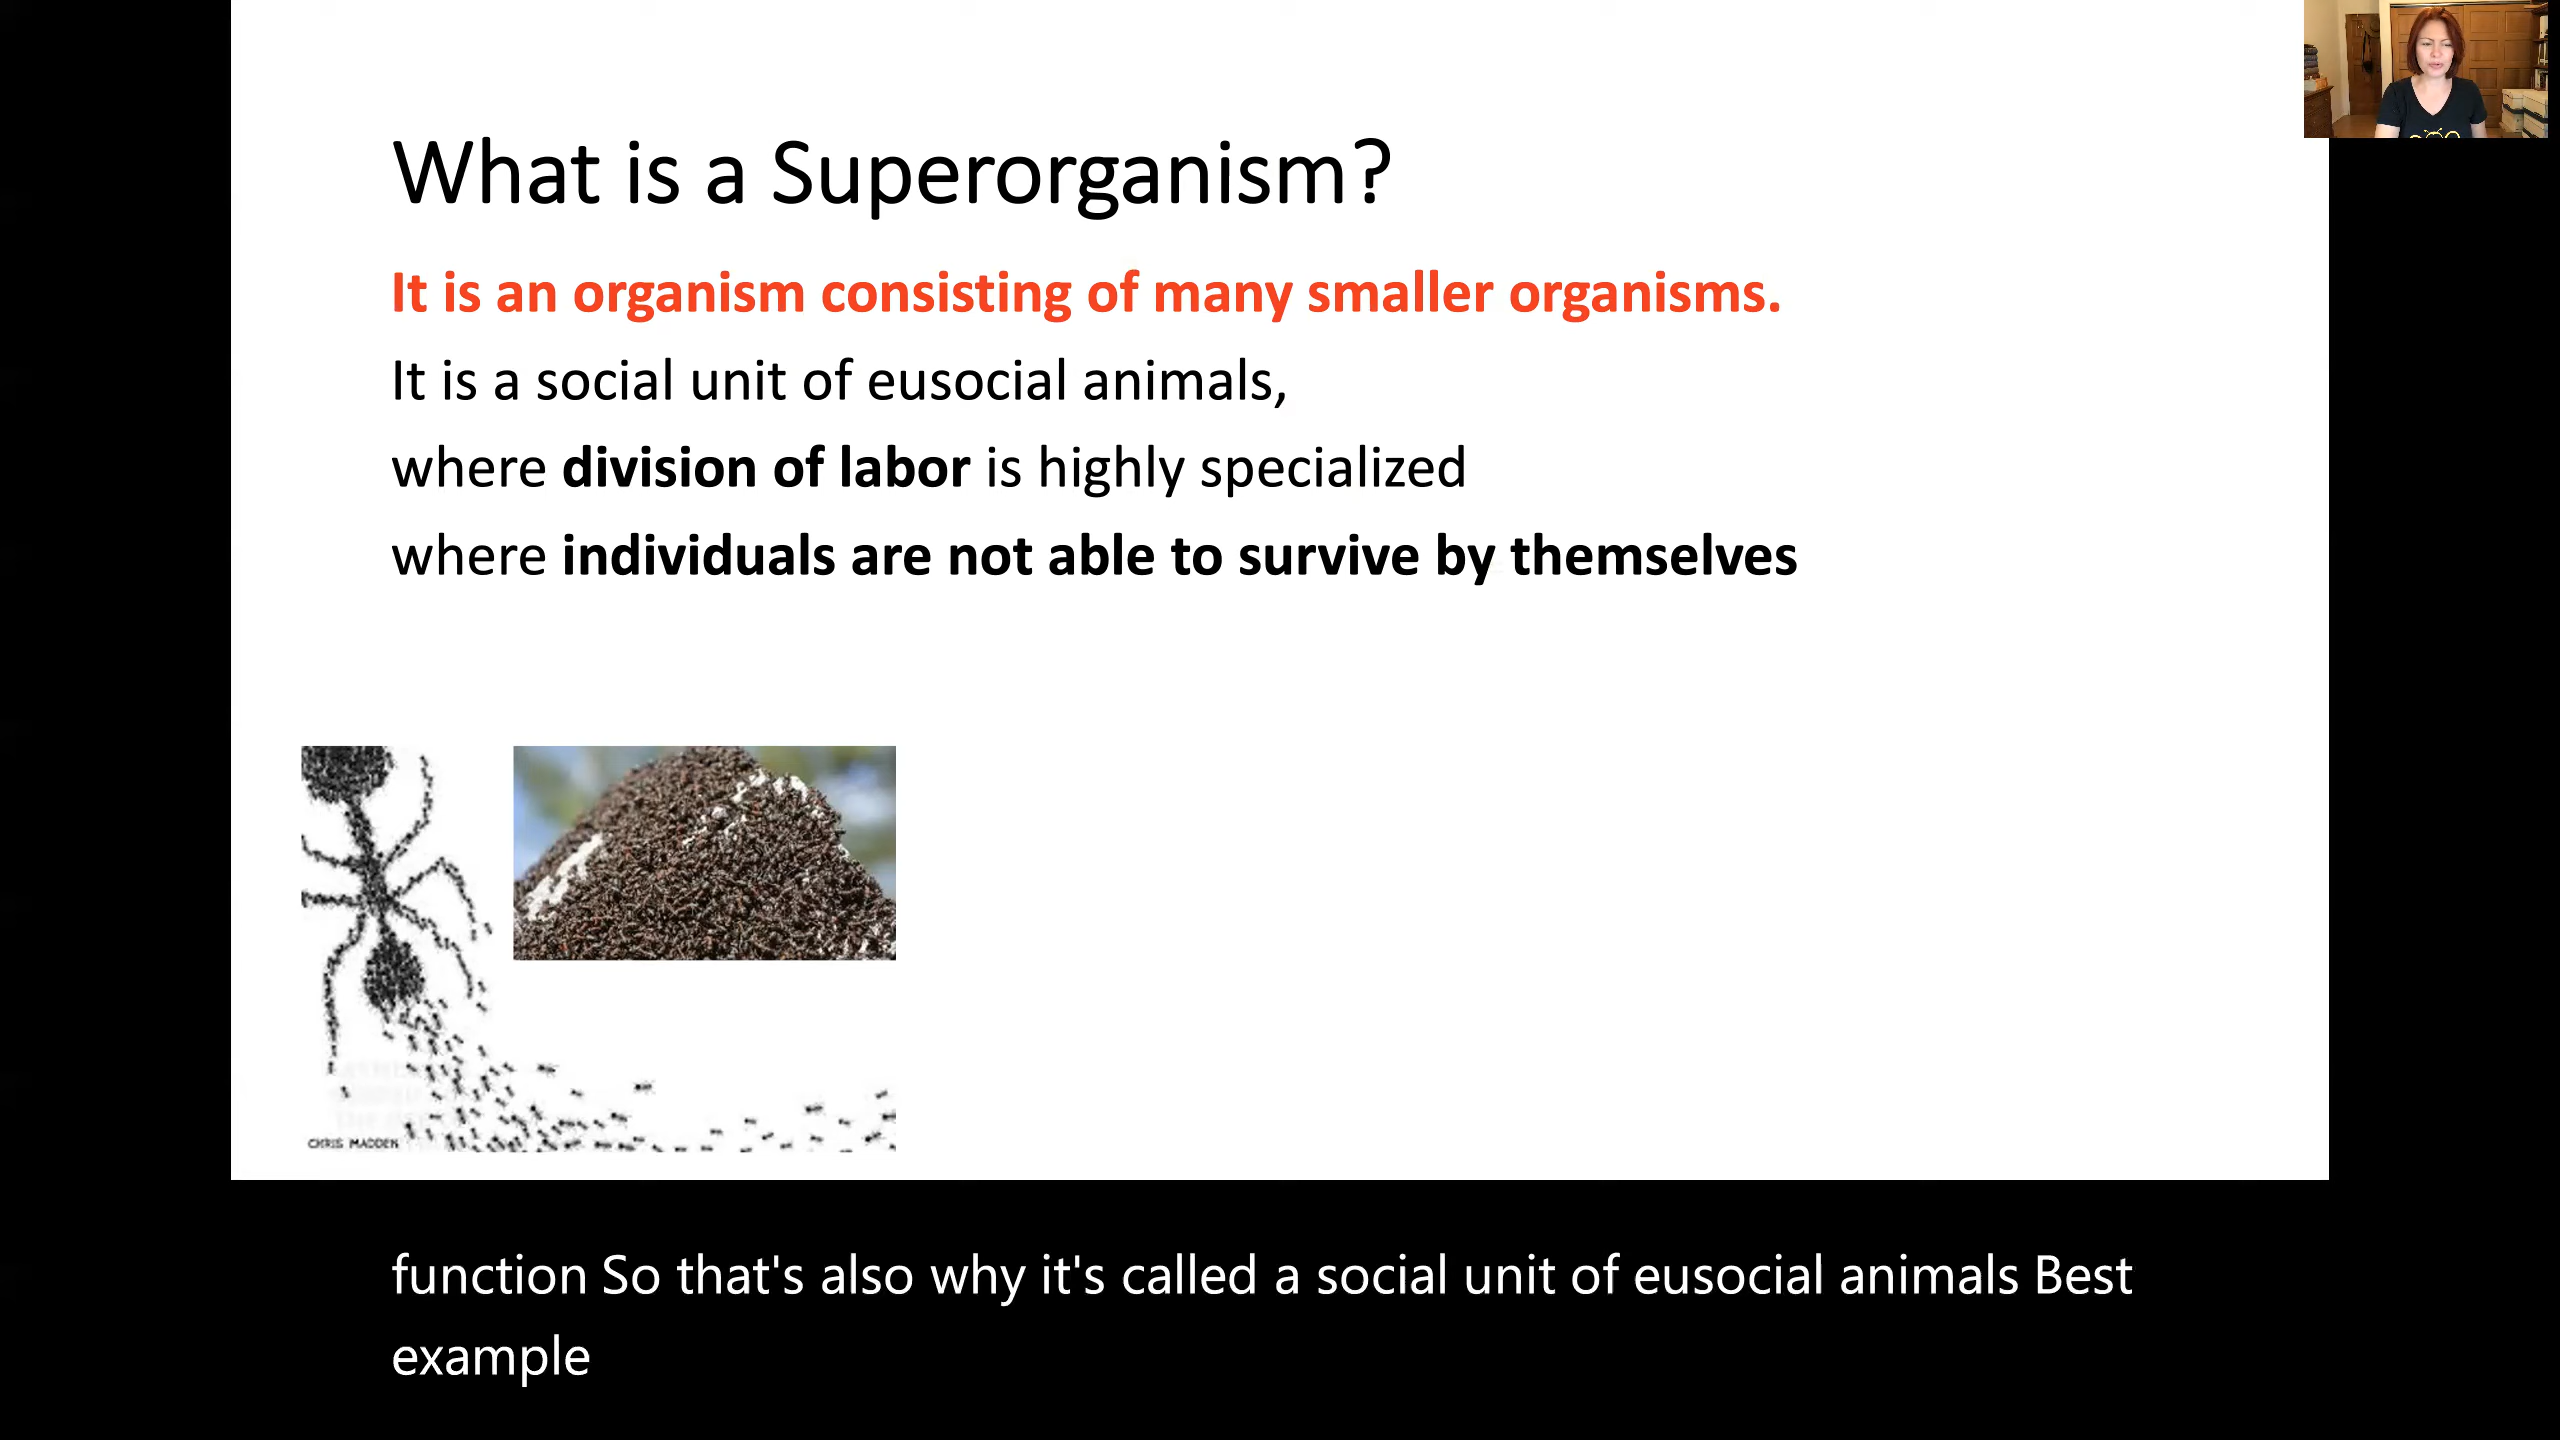 What is a Superorganism?
It is an organism consisting of many smaller organisms.
It is a social unit of eusocial animals,
where division of labor is highly specialized
where individuals are not able to survive by themselves
CHRIS MADDEN
function So that's also why it's called a social unit of eusocial animals Best
example